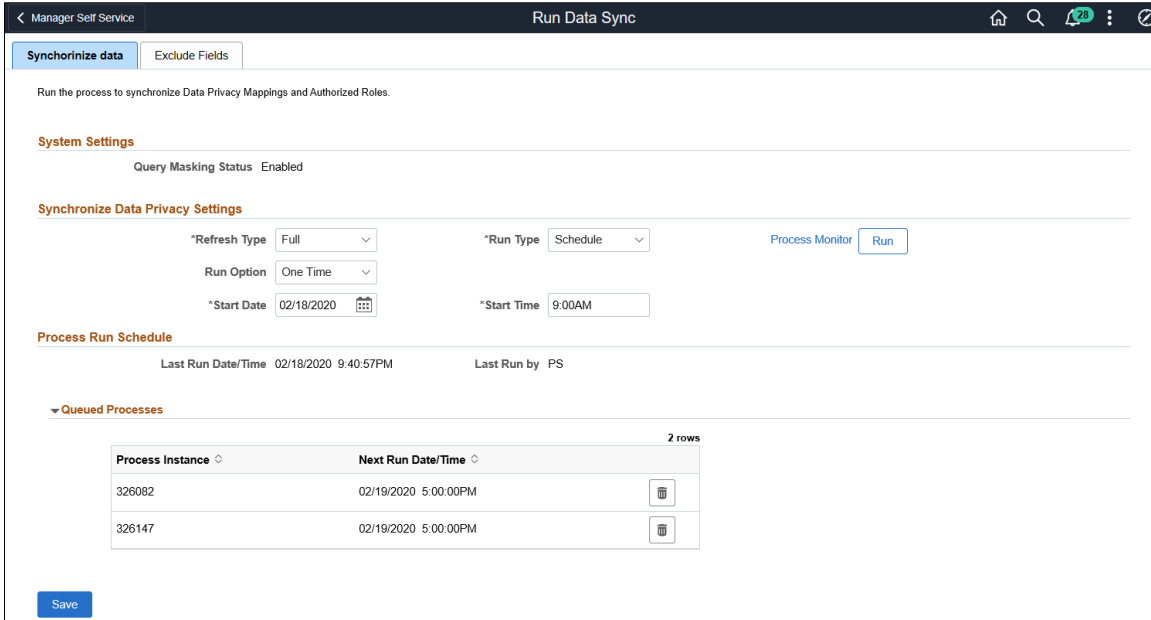 Manager Self Service
Run Data Sync
28
Synchorinize data
Exclude Fields
Run the process to synchronize Data Privacy Mappings and Authorized Roles.
System Settings
Query Masking Status Enabled
Synchronize Data Privacy Settings
*Refresh Type Full *Run Type Schedule Process Monitor Run
Run Option One Time
*Start Date 02/18/2020 *Start Time 9:00AM
Process Run Schedule
Last Run Date/Time 02/18/2020 9:40:57PM Last Run by PS
Queued Processes
2 rows
Process Instance Next Run Date/Time
326082 02/19/2020 5:00:00PM
326147 02/19/2020 5:00:00PM
Save